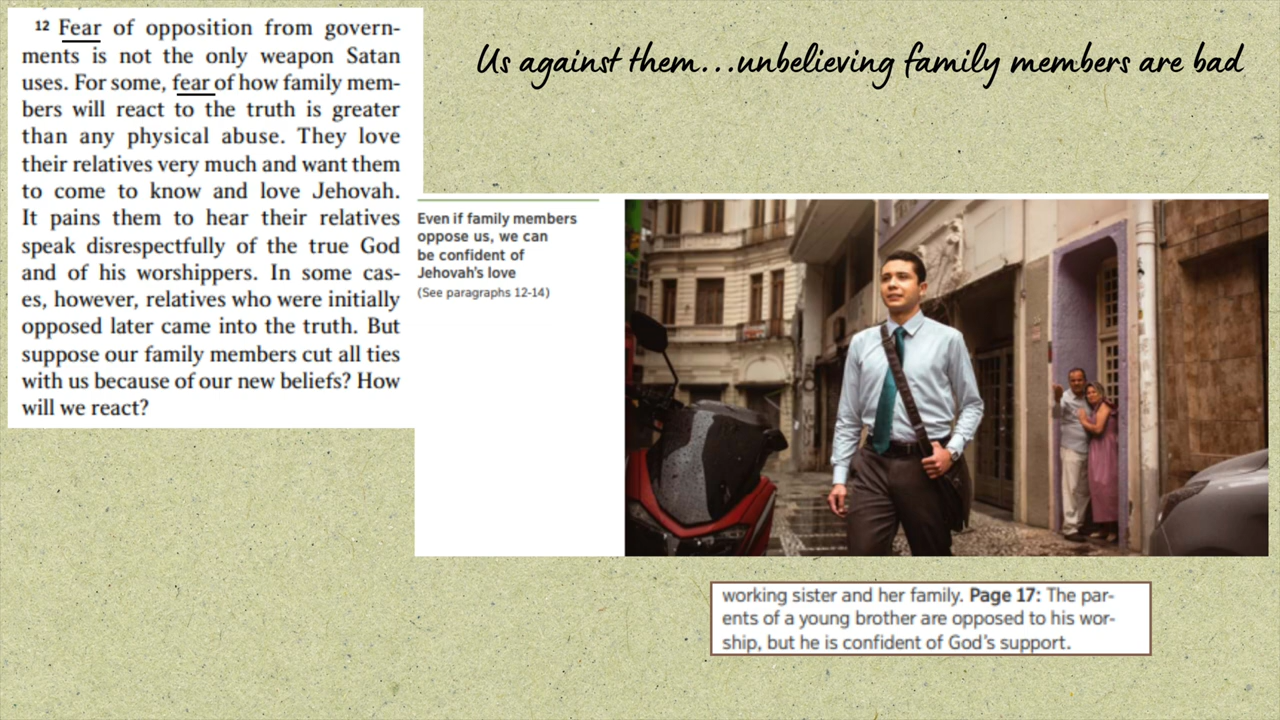 Us against them...unbelieving family members are bad
12 Fear of opposition from govern-
ments is not the only weapon Satan
uses. For some, fear of how family mem-
bers will react to the truth is greater
than any physical abuse. They love
their relatives very much and want them
to come to know and love Jehovah.
It pains them to hear their relatives
speak disrespectfully of the true God
and of his worshippers. In some cas-
es, however, relatives who were initially
opposed later came into the truth. But
suppose our family members cut all ties
with us because of our new beliefs? How
will we react?
Even if family members
oppose us, we can
be confident of
Jehovah's love
(See paragraphs 12-14)
working sister and her family. Page 17: The par-
ents of a young brother are opposed to his wor-
ship, but he is confident of God's support.